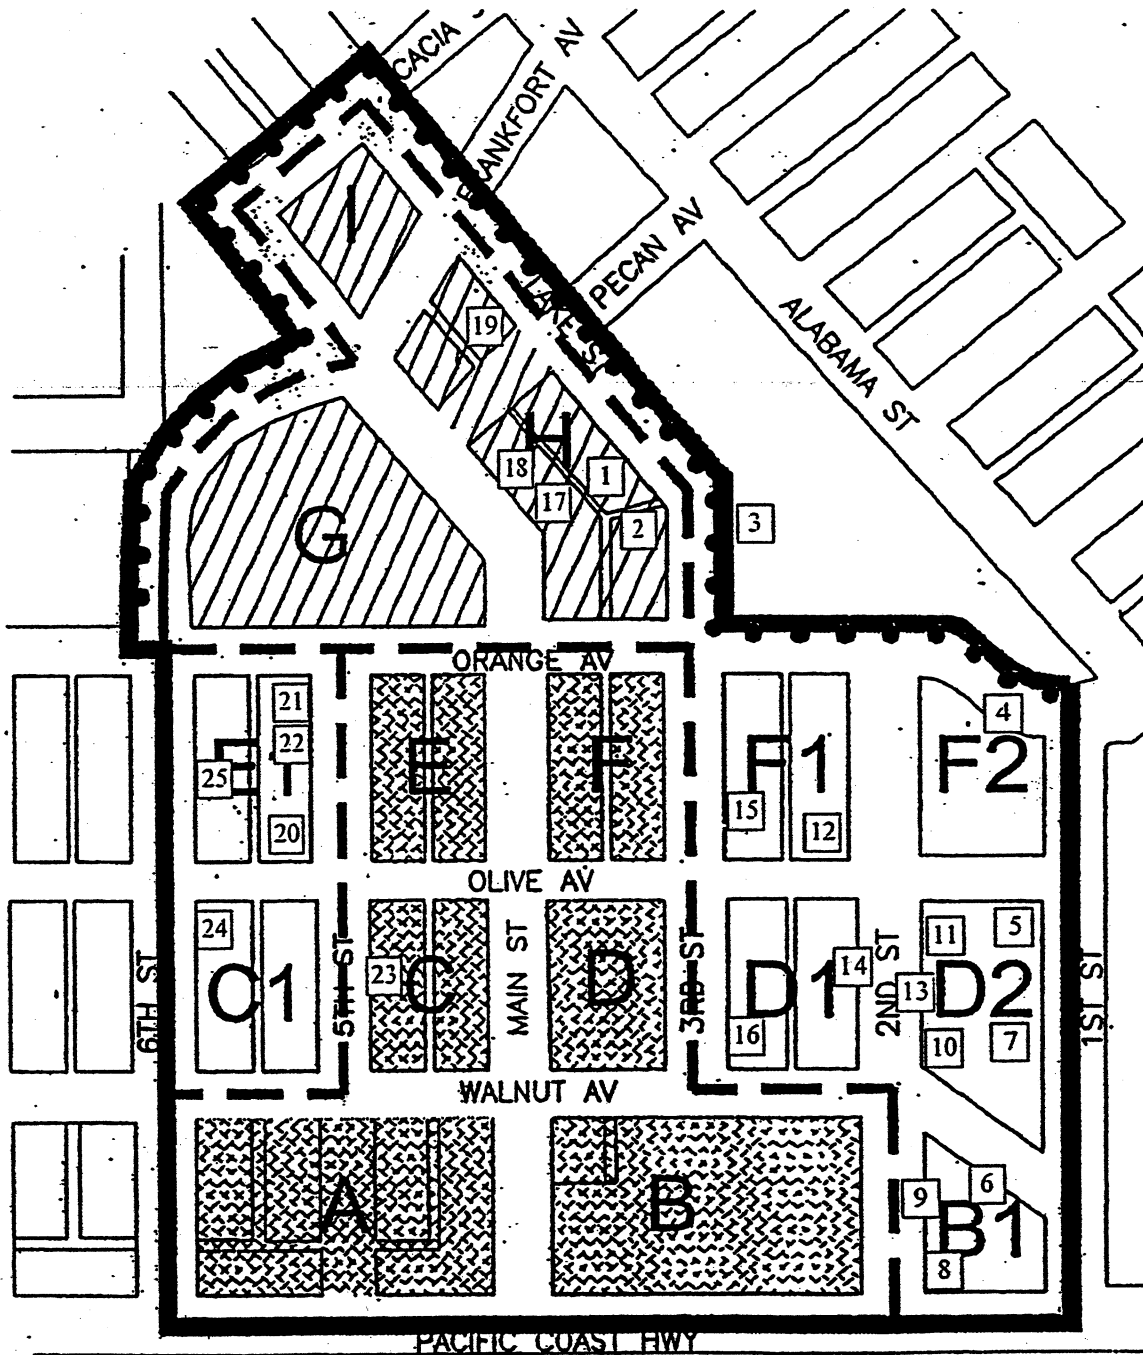 CACIA
FRANKFORT AV
PECAN AV
LAKE ST
ALABAMA ST
I
19
H
18
1
17
2
3
G
ORANGE AV
21
22
E1
25
20
E
F
F1
15
12
4
F2
OLIVE AV
24
C1
23
C
D
D1
14
16
11
5
13
D2
10
7
6TH ST
5TH ST
MAIN ST
3RD ST
2ND ST
1ST ST
WALNUT AV
A
B
9
6
B1
8
PACIFIC COAST HWY